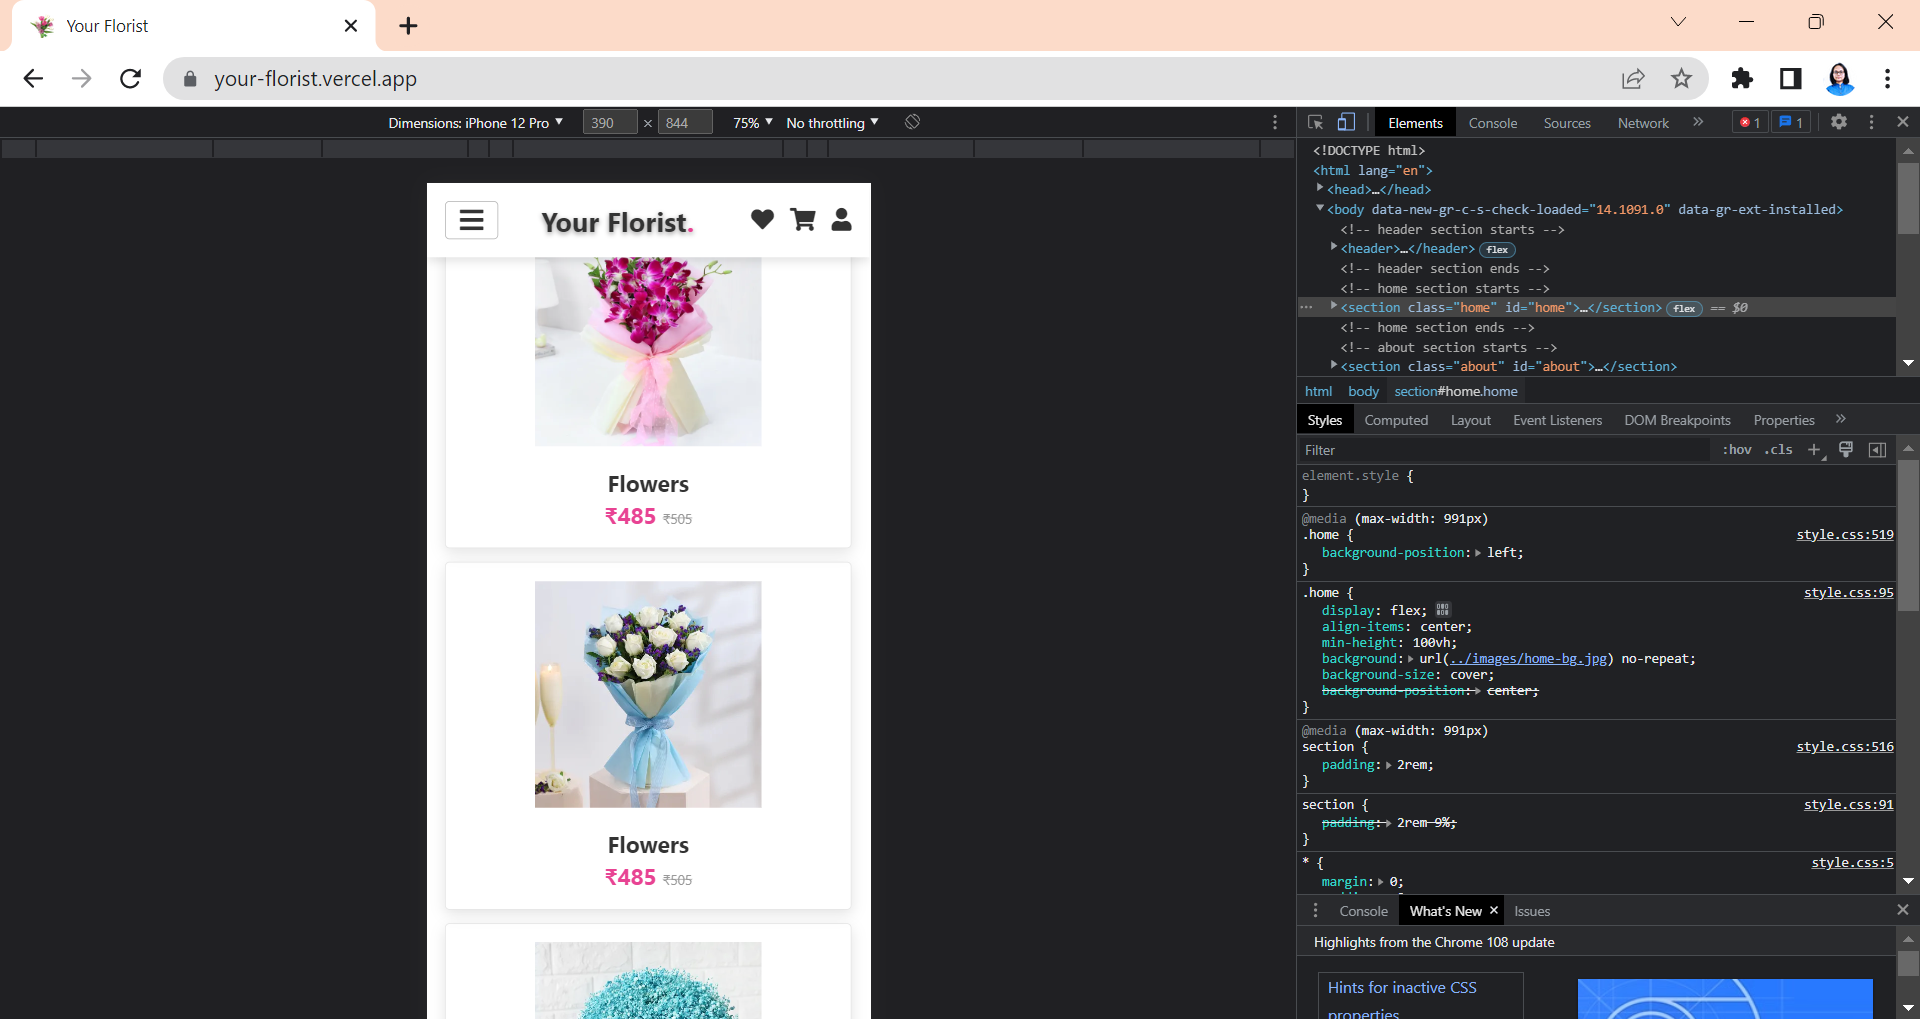 Your Florist
your-florist.vercel.app
Dimensions: iPhone 12 Pro ▼ 390 × 844 75% ▼ No throttling ▼
Your Florist.
Flowers
₹485 ₹505
Flowers
₹485 ₹505
Elements Console Sources Network » 1 1
<!DOCTYPE html>
<html lang="en">
<head>…</head>
<body data-new-gr-c-s-check-loaded="14.1091.0" data-gr-ext-installed>
<!-- header section starts -->
<header>…</header> flex
<!-- header section ends -->
<!-- home section starts -->
<section class="home" id="home">…</section> flex == $0
<!-- home section ends -->
<!-- about section starts -->
<section class="about" id="about">…</section>
html body section#home.home
Styles Computed Layout Event Listeners DOM Breakpoints Properties »
Filter :hov .cls +
element.style {
}
@media (max-width: 991px)
.home { style.css:519
background-position: left;
}
.home { style.css:95
display: flex;
align-items: center;
min-height: 100vh;
background: url(../images/home-bg.jpg) no-repeat;
background-size: cover;
background-position: center;
}
@media (max-width: 991px)
section { style.css:516
padding: 2rem;
}
section { style.css:91
padding: 2rem 9%;
}
* { style.css:5
margin: 0;
Console What's New × Issues
Highlights from the Chrome 108 update
Hints for inactive CSS
properties